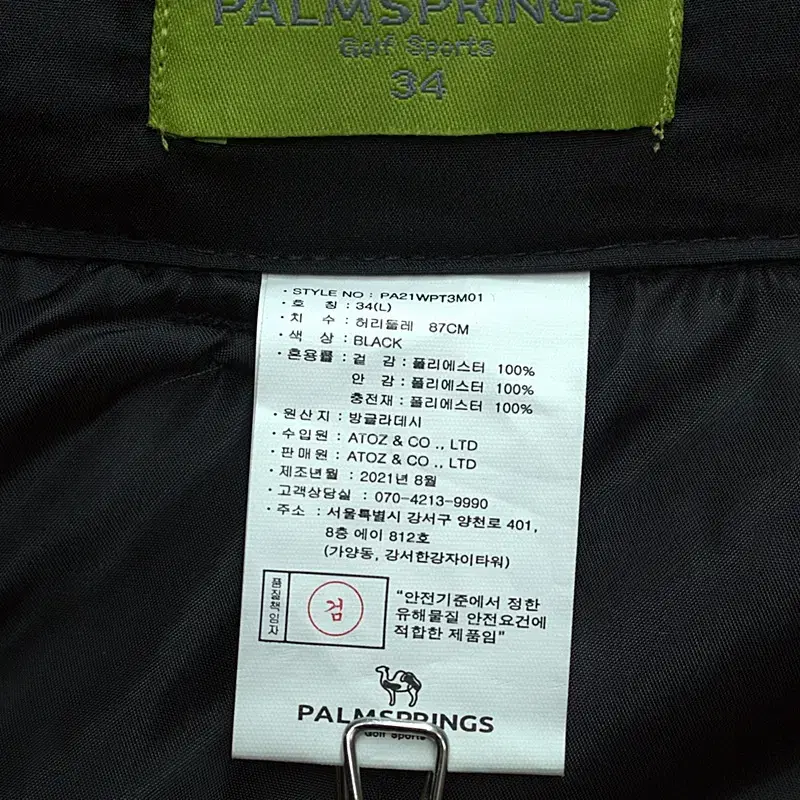 PALMSPRINGS
Golf Sports
34
· STYLE NO : PA21WPT3M01
· 호 칭 : 34(L)
· 치 수 : 허리둘레 87CM
· 색 상 : BLACK
· 혼용률 : 겉 감 : 폴리에스터 100%
안 감 : 폴리에스터 100%
충전재 : 폴리에스터 100%
· 원산지 : 방글라데시
· 수입원 : ATOZ & CO ., LTD
· 판매원 : ATOZ & CO ., LTD
· 제조년월 : 2021년 8월
· 고객상담실 : 070-4213-9990
· 주소 : 서울특별시 강서구 양천로 401,
8층 에이 812호
(가양동, 강서한강자이타워)
품질책임자
검
"안전기준에서 정한
유해물질 안전요건에
적합한 제품임"
PALMSPRINGS
Golf Sports